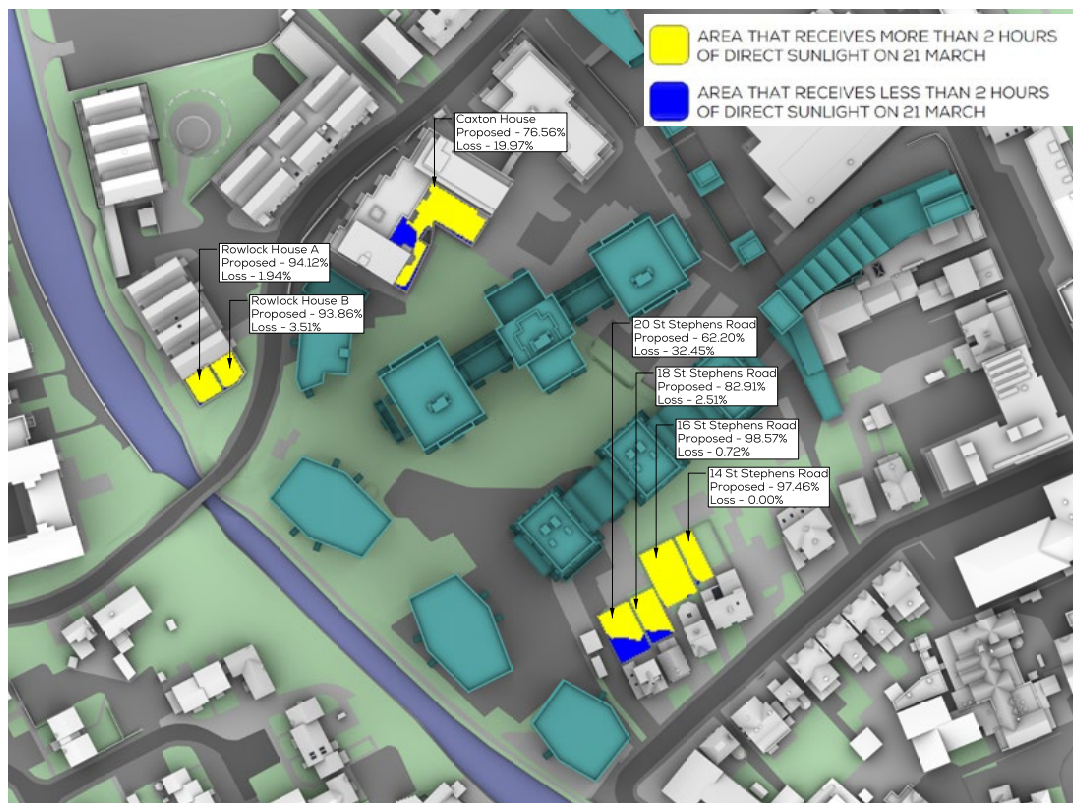 AREA THAT RECEIVES MORE THAN 2 HOURS
OF DIRECT SUNLIGHT ON 21 MARCH
AREA THAT RECEIVES LESS THAN 2 HOURS
OF DIRECT SUNLIGHT ON 21 MARCH
Caxton House
Proposed - 76.56%
Loss - 19.97%
Rowlock House A
Proposed - 94.12%
Loss - 1.94%
Rowlock House B
Proposed - 93.86%
Loss - 3.51%
20 St Stephens Road
Proposed - 62.20%
Loss - 32.45%
18 St Stephens Road
Proposed - 82.91%
Loss - 2.51%
16 St Stephens Road
Proposed - 98.57%
Loss - 0.72%
14 St Stephens Road
Proposed - 97.46%
Loss - 0.00%